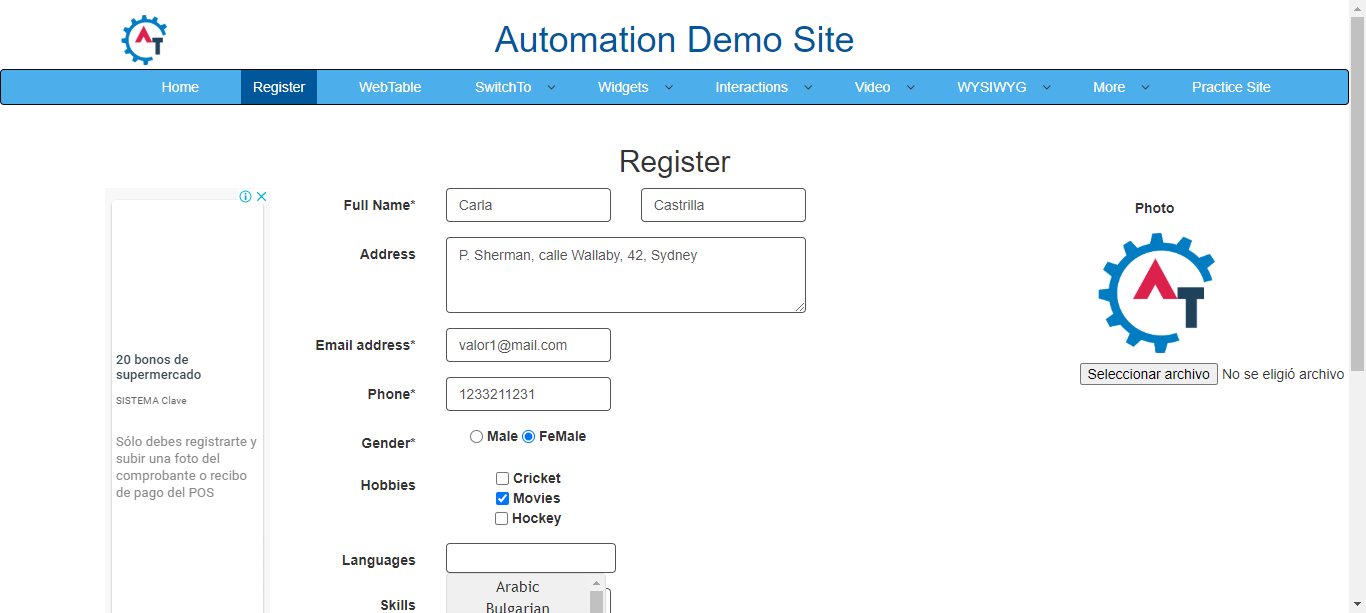 AT
Automation Demo Site
Home Register WebTable SwitchTo Widgets Interactions Video WYSIWYG More Practice Site
Register
Full Name* Carla Castrilla
Address P. Sherman, calle Wallaby, 42, Sydney
Email address* valor1@mail.com
Phone* 1233211231
Gender* Male FeMale
Hobbies Cricket
Movies
Hockey
Languages
Arabic
Bulgarian
Skills
Photo
AT
Seleccionar archivo No se eligió archivo
20 bonos de
supermercado
SISTEMA Clave
Sólo debes registrarte y
subir una foto del
comprobante o recibo
de pago del POS